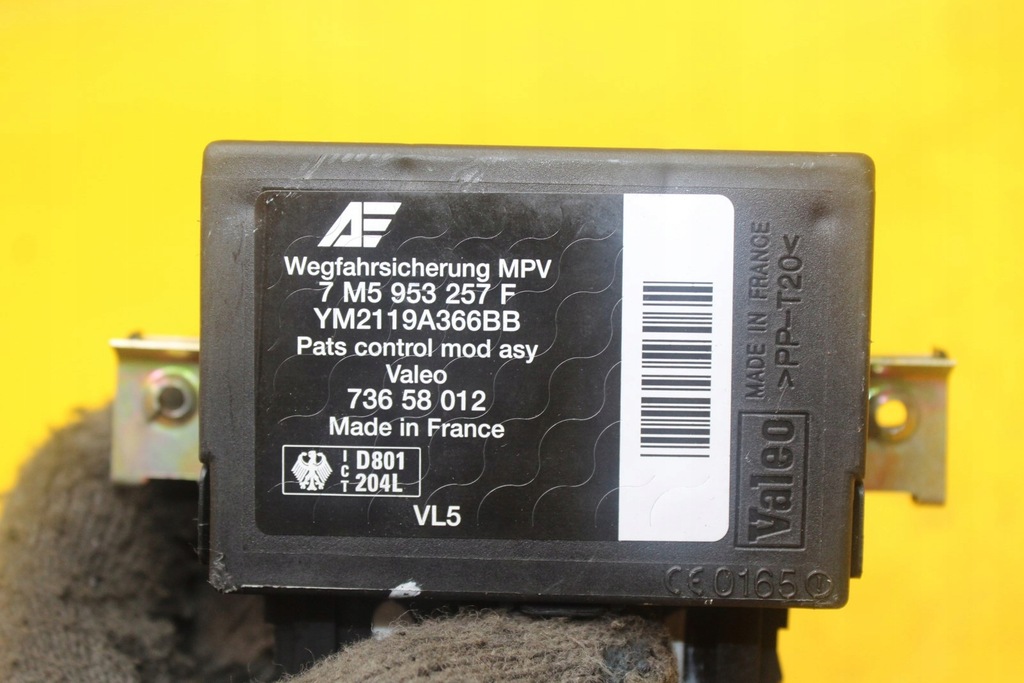 AE
Wegfahrsicherung MPV
7 M5 953 257 F
YM2119A366BB
Pats control mod asy
Valeo
736 58 012
Made in France
ICT D801
204L
VL5
MADE IN FRANCE
>PP-T20<
Valeo
CE 0165